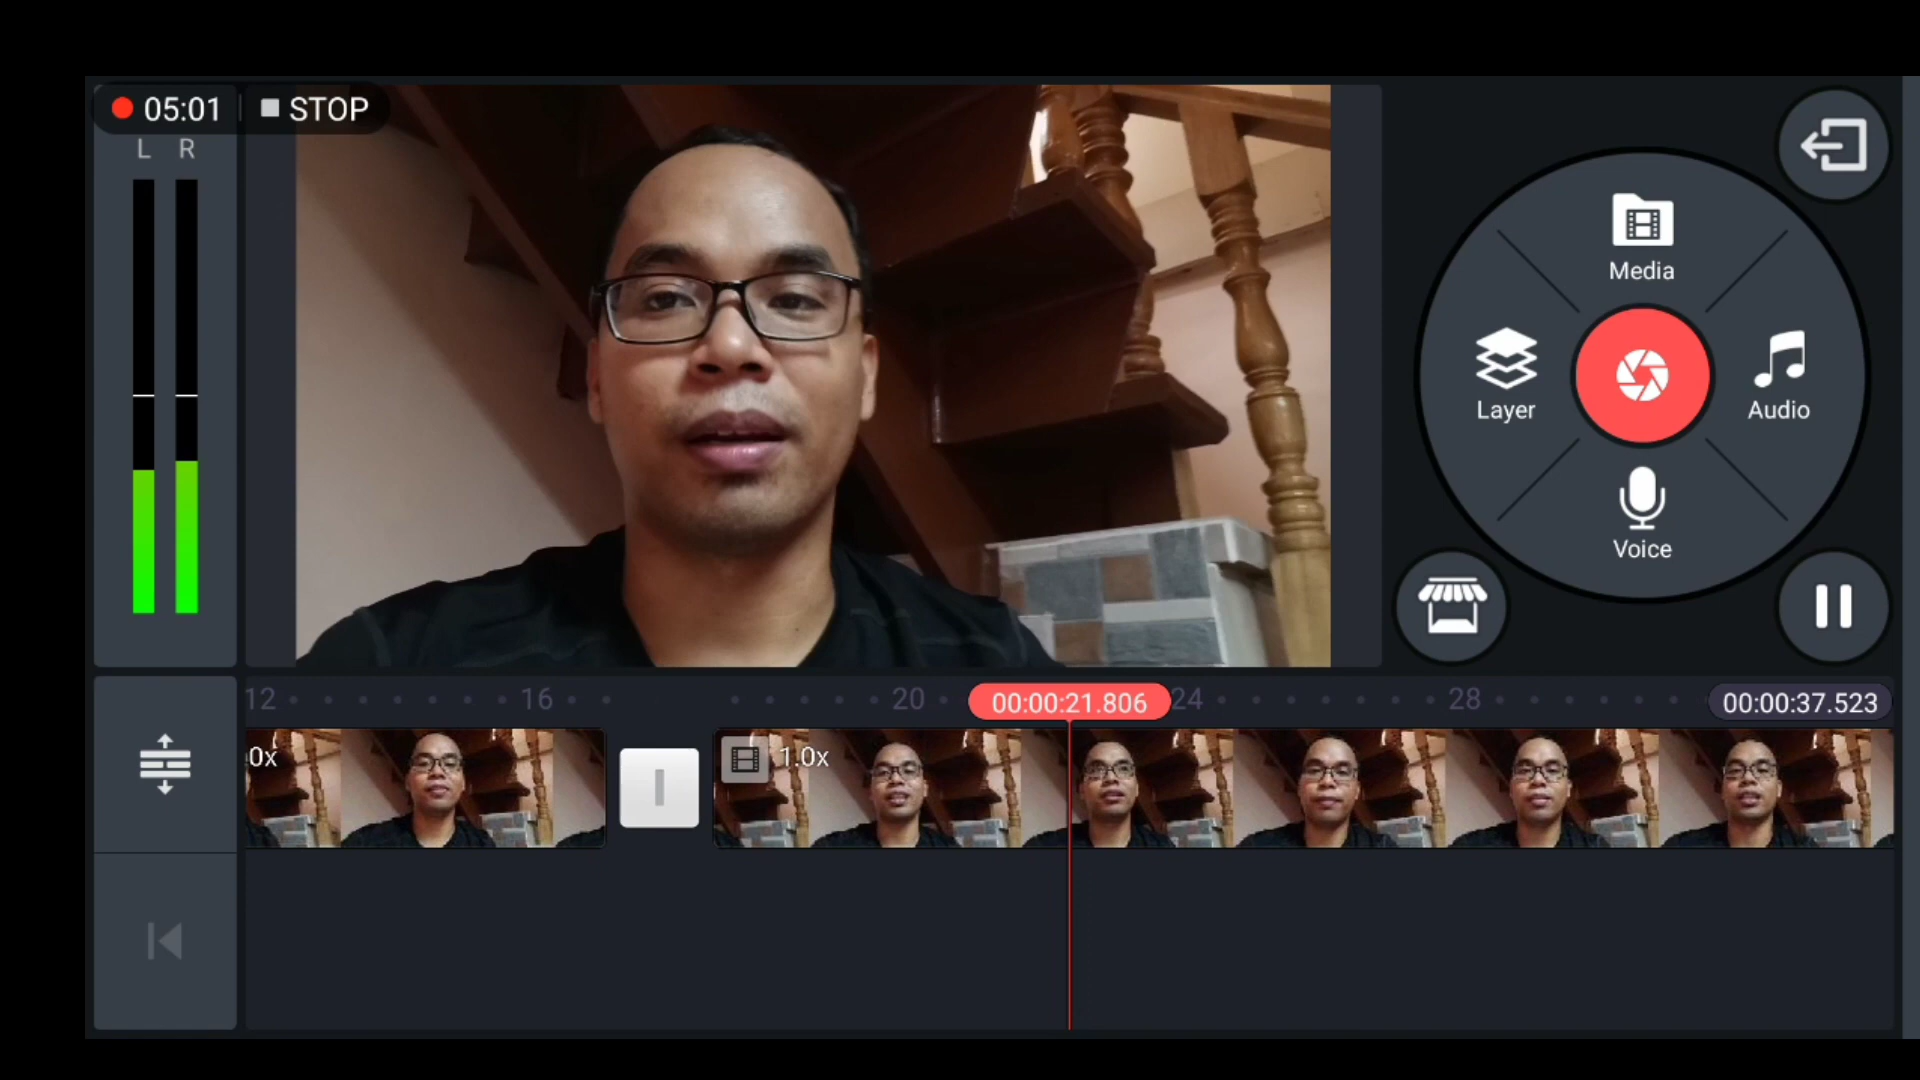 05:01 STOP
L R
Media
Layer
Audio
Voice
12 16 20 00:00:21.806 24 28 00:00:37.523
0x 1.0x